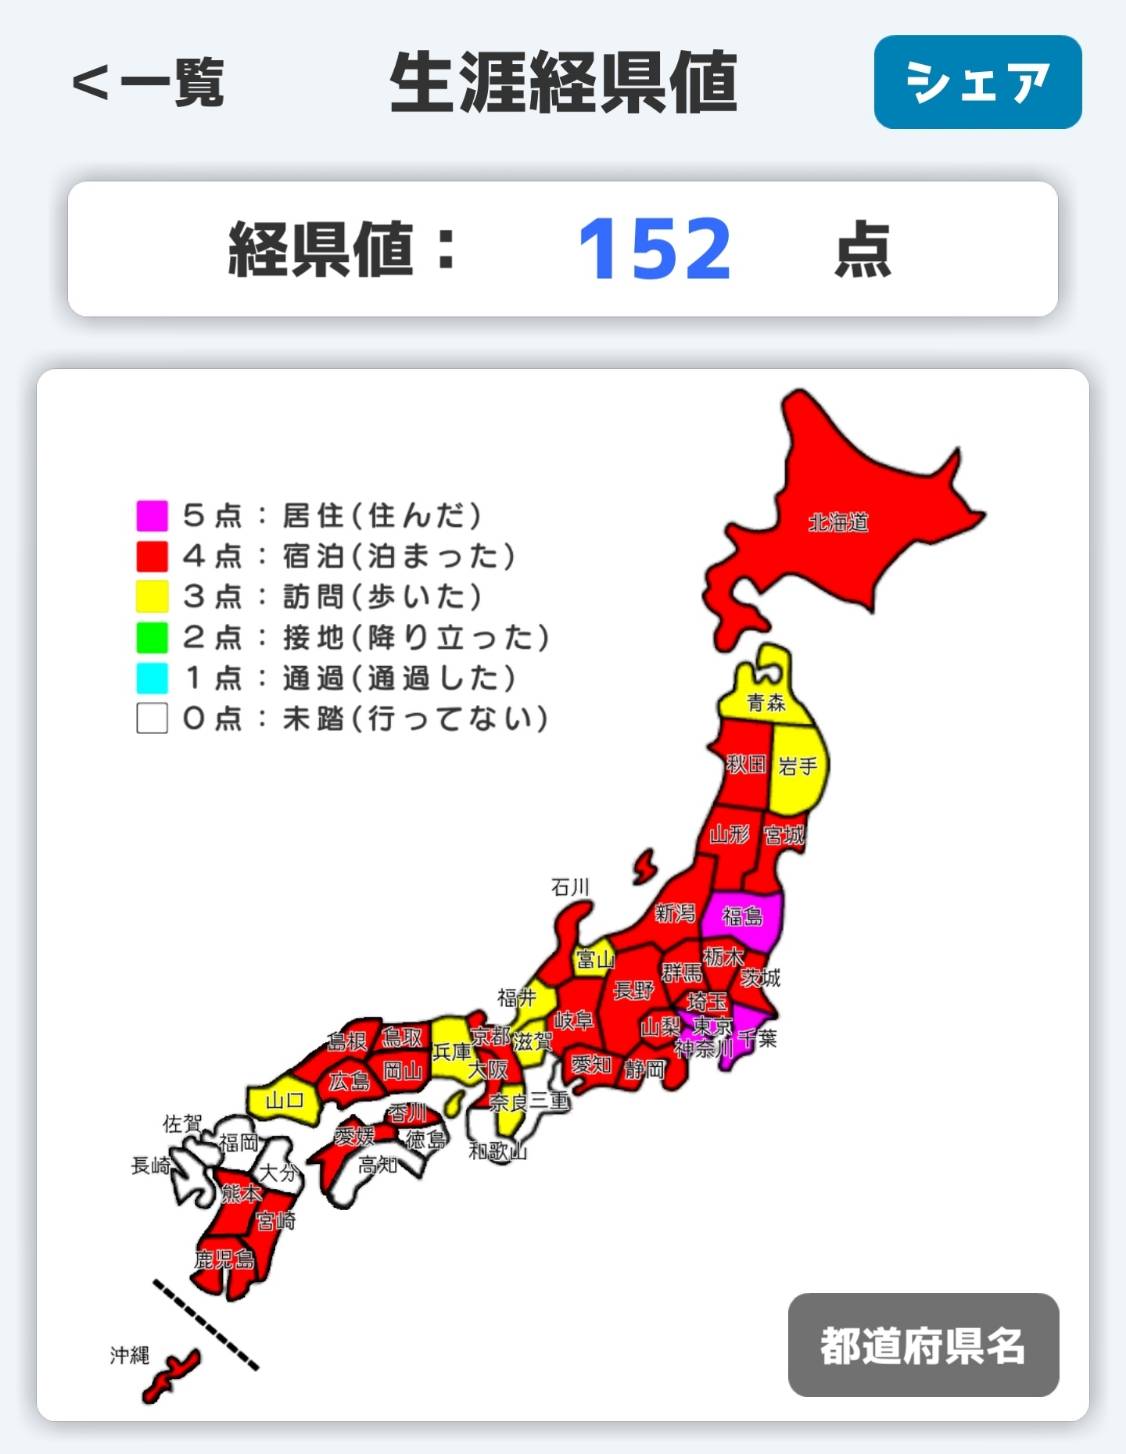 ＜一覧
生涯経県値
シェア
経県値： 152 点
5点：居住(住んだ)
4点：宿泊(泊まった)
3点：訪問(歩いた)
2点：接地(降り立った)
1点：通過(通過した)
0点：未踏(行ってない)
北海道
青森
秋田
岩手
山形
宮城
石川
新潟
福島
富山
栃木
群馬
茨城
長野
福井
埼玉
岐阜
山梨
東京
千葉
神奈川
島根
鳥取
京都
滋賀
兵庫
愛知
静岡
広島
岡山
大阪
山口
奈良
三重
香川
佐賀
福岡
愛媛
徳島
和歌山
長崎
大分
高知
熊本
宮崎
鹿児島
沖縄
都道府県名